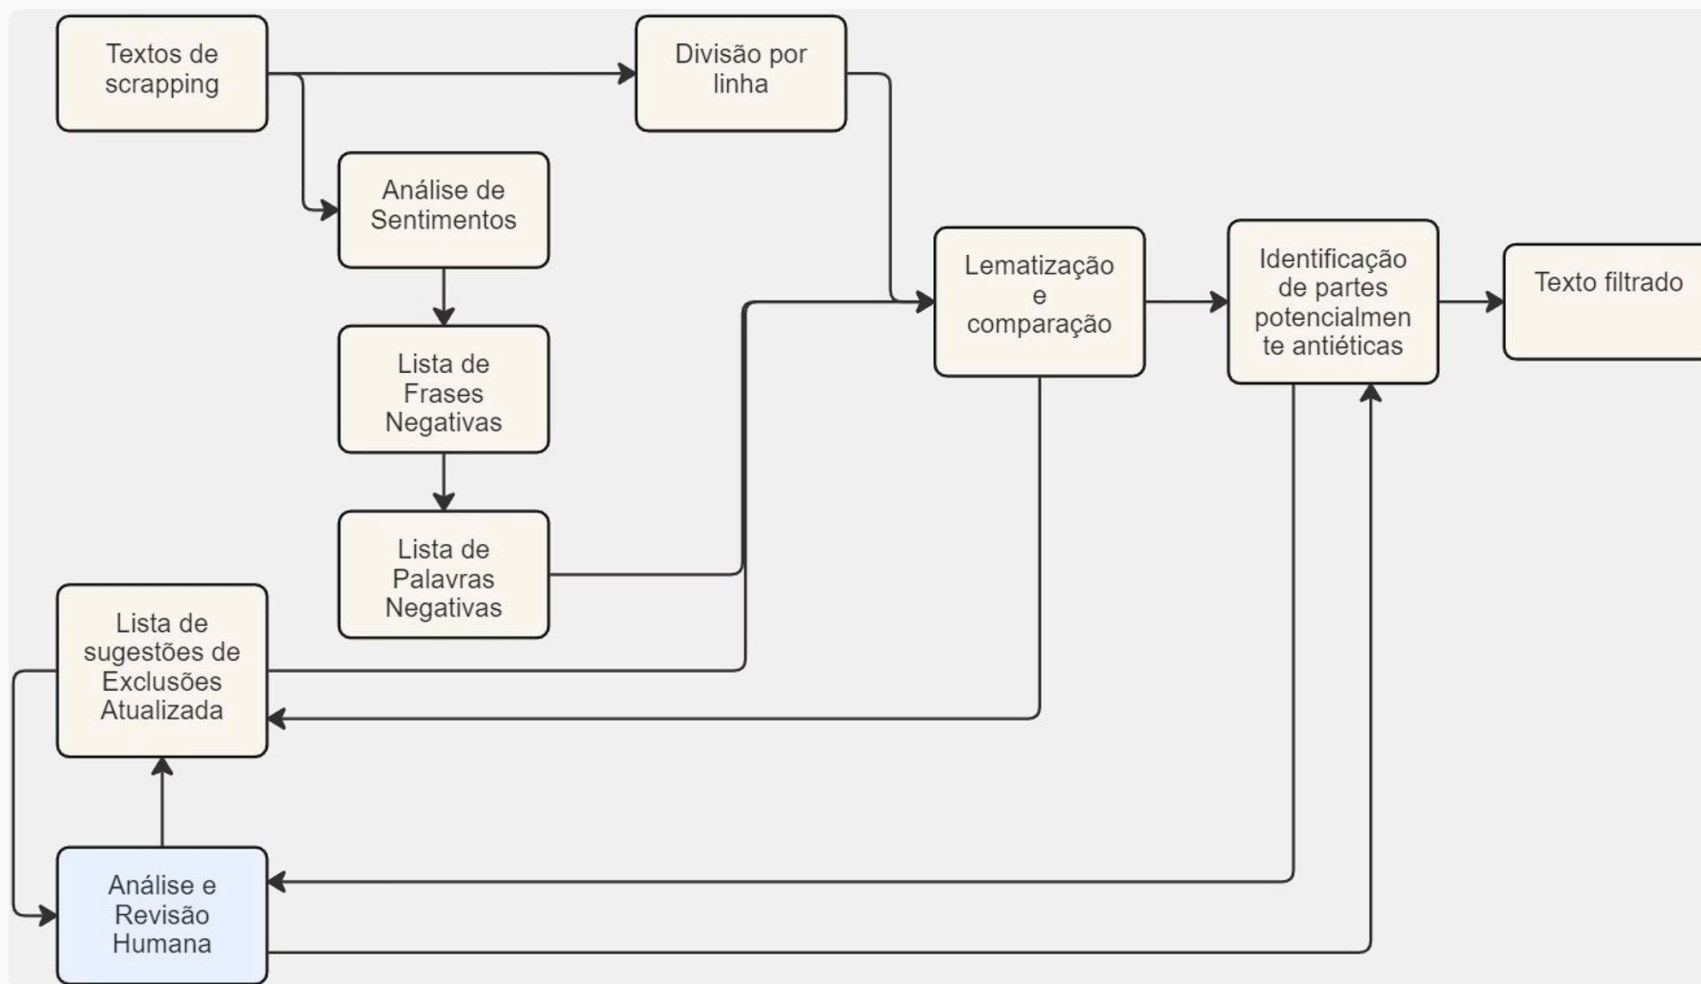 Textos de
scrapping
Divisão por
linha
Análise de
Sentimentos
Lista de
Frases
Negativas
Lista de
Palavras
Negativas
Lematização
e
comparação
Identificação
de partes
potencialmen
te antiéticas
Texto filtrado
Lista de
sugestões de
Exclusões
Atualizada
Análise e
Revisão
Humana